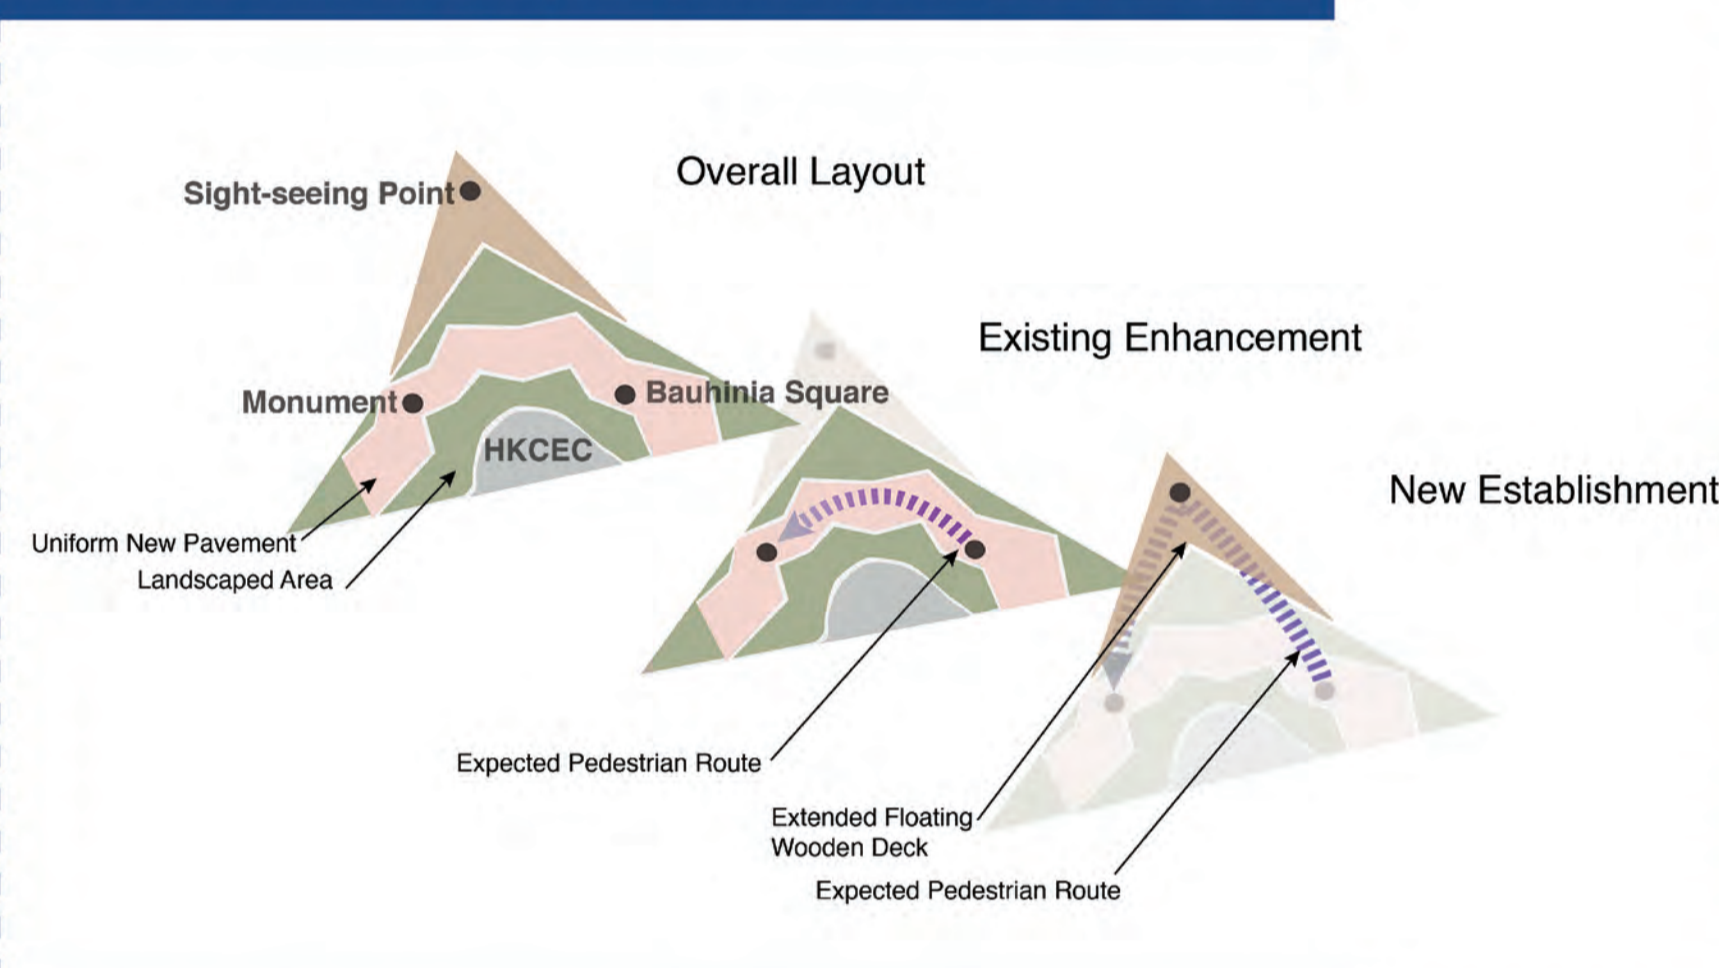 Overall Layout
Sight-seeing Point
Existing Enhancement
Monument
Bauhinia Square
HKCEC
New Establishment
Uniform New Pavement
Landscaped Area
Expected Pedestrian Route
Extended Floating
Wooden Deck
Expected Pedestrian Route